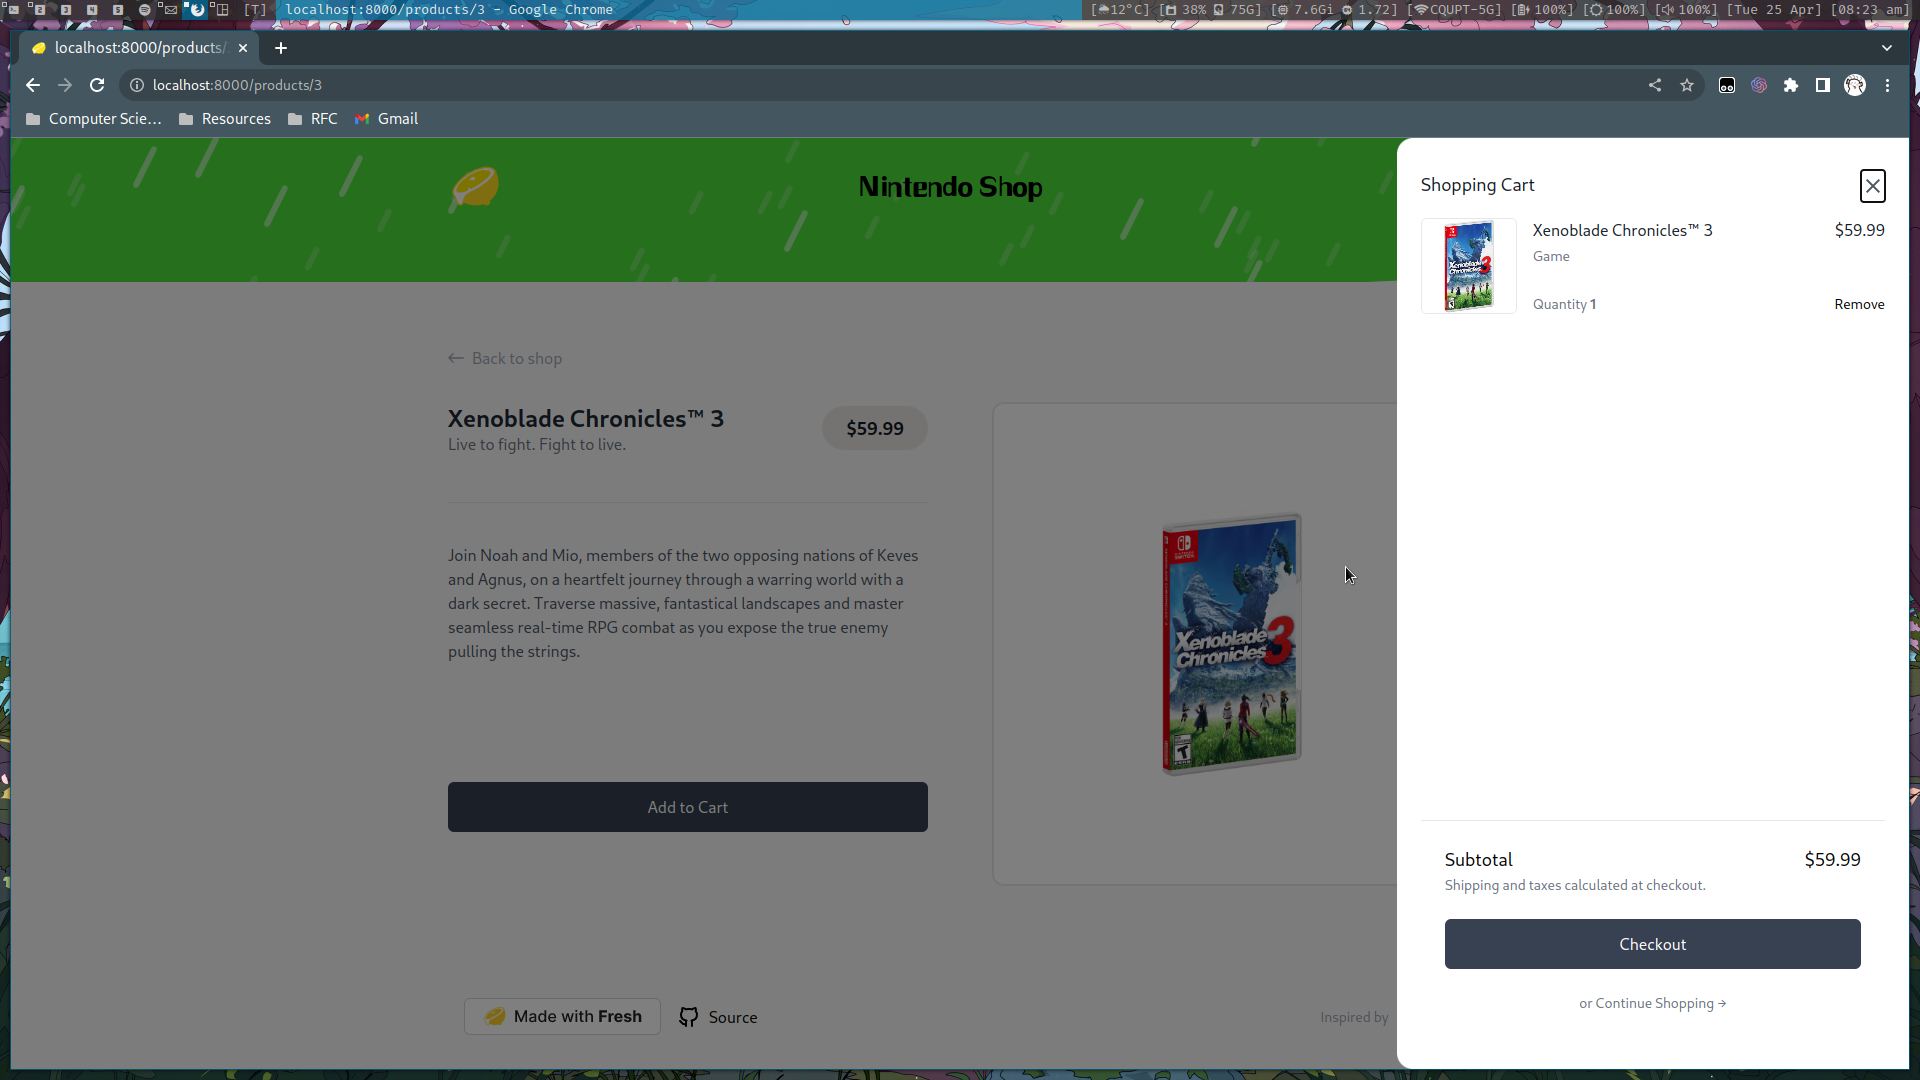 [T] localhost:8000/products/3 – Google Chrome [12°C] [38% 75G] [7.6Gi 1.72] [CQUPT-5G] [100%] [100%] [100%] [Tue 25 Apr] [08:23 am]
localhost:8000/products/
localhost:8000/products/3
Computer Scie... Resources RFC Gmail
Nintendo Shop
← Back to shop
Xenoblade Chronicles™ 3
$59.99
Live to fight. Fight to live.
Join Noah and Mio, members of the two opposing nations of Keves
and Agnus, on a heartfelt journey through a warring world with a
dark secret. Traverse massive, fantastical landscapes and master
seamless real-time RPG combat as you expose the true enemy
pulling the strings.
Add to Cart
Xenoblade
Chronicles 3
Made with Fresh
Source
Inspired by
Shopping Cart
Xenoblade Chronicles™ 3 $59.99
Game
Quantity 1 Remove
Xenoblade
Chronicles 3
Subtotal $59.99
Shipping and taxes calculated at checkout.
Checkout
or Continue Shopping →